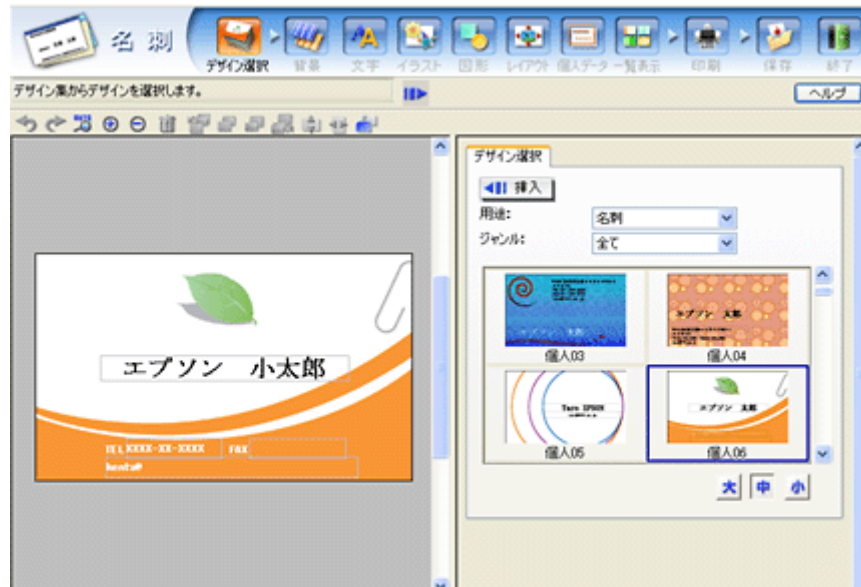 名 刺
デザイン選択 背景 文字 イラスト 図形 レイアウト 個人データ 一覧表示 印刷 保存 終了
デザイン集からデザインを選択します。
ヘルプ
デザイン選択
挿入
用途: 名刺
ジャンル: 全て
エプソン 小太郎
TEL XXXX-XX-XXXX FAX
エプソン 太郎
個人03 個人04
Taro EPSON
エプソン 太郎
個人05 個人06
大 中 小